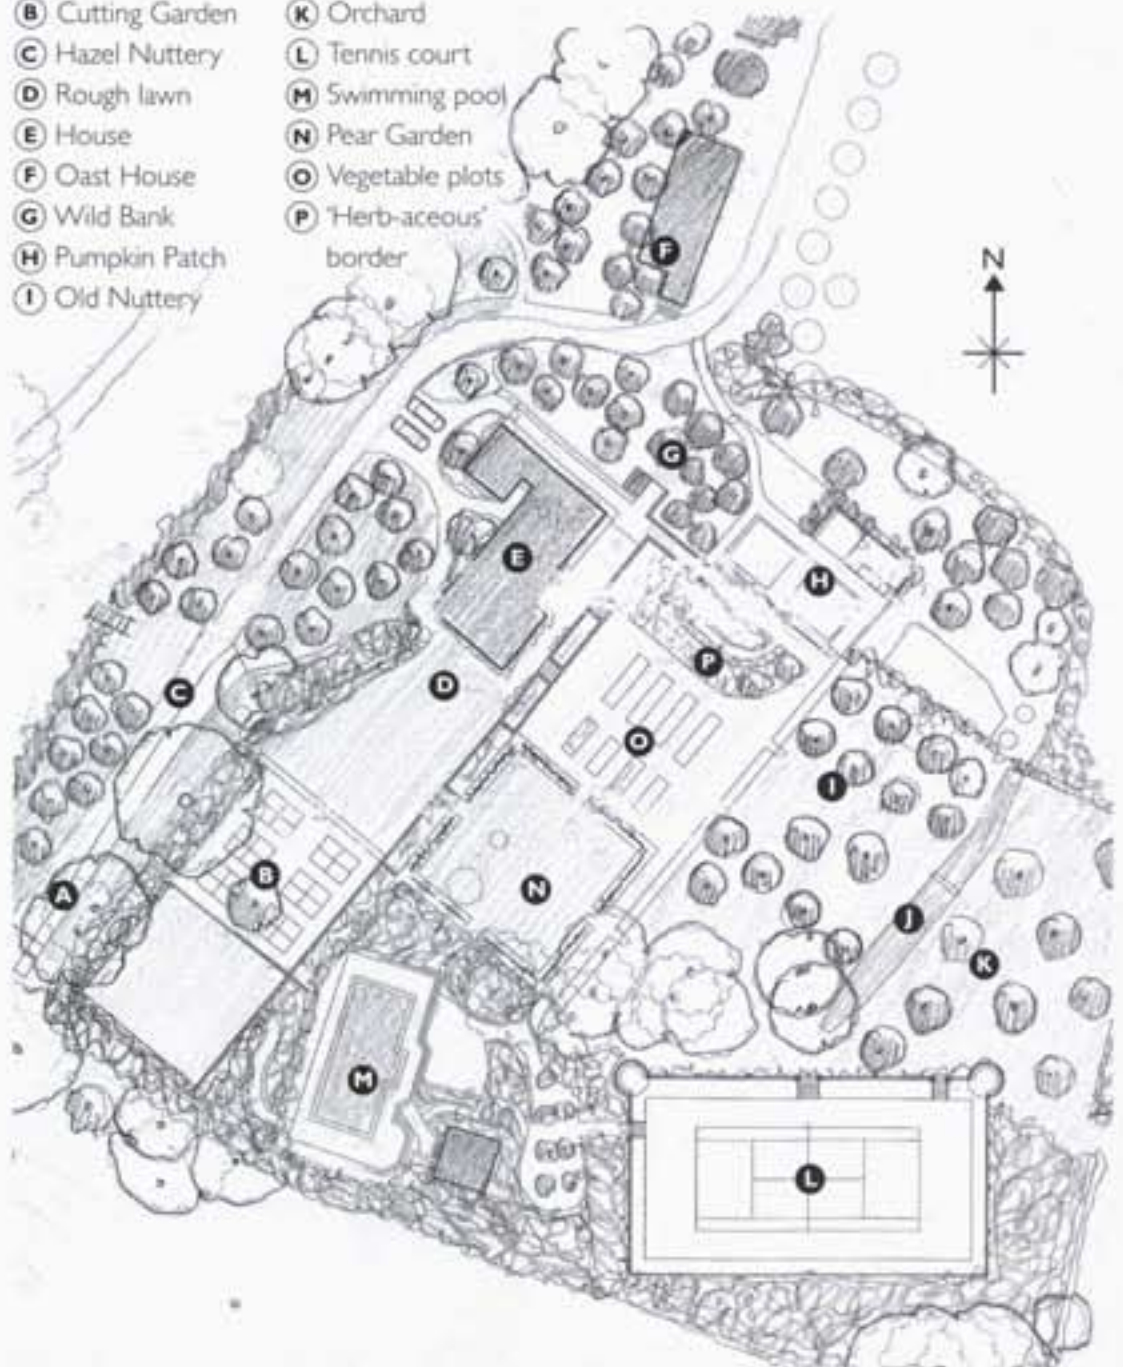 B Cutting Garden
C Hazel Nuttery
D Rough lawn
E House
F Oast House
G Wild Bank
H Pumpkin Patch
I Old Nuttery
K Orchard
L Tennis court
M Swimming pool
N Pear Garden
O Vegetable plots
P 'Herb-aceous'
border
F
N
G
E
H
P
D
C
O
I
B
A
N
J
K
M
L